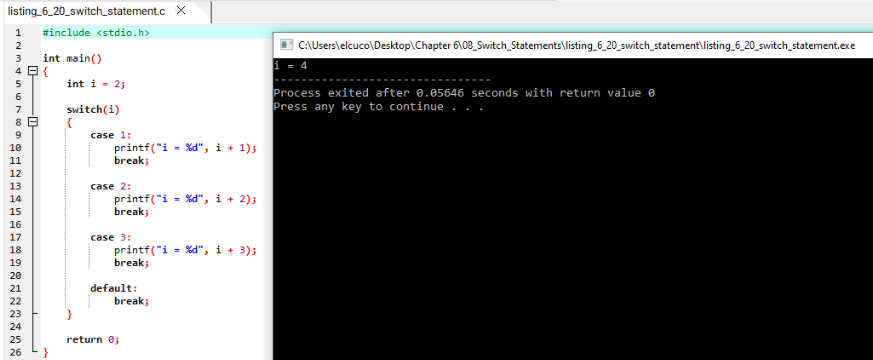 listing_6_20_switch_statement.c ✕
1 #include <stdio.h>
2
3 int main()
4 {
5 int i = 2;
6
7 switch(i)
8 {
9 case 1:
10 printf("i = %d", i + 1);
11 break;
12
13 case 2:
14 printf("i = %d", i + 2);
15 break;
16
17 case 3:
18 printf("i = %d", i + 3);
19 break;
20
21 default:
22 break;
23 }
24
25 return 0;
26 }
C:\Users\elcuco\Desktop\Chapter 6\08_Switch_Statements\listing_6_20_switch_statement\listing_6_20_switch_statement.exe
i = 4
--------------------------------
Process exited after 0.05646 seconds with return value 0
Press any key to continue . . .